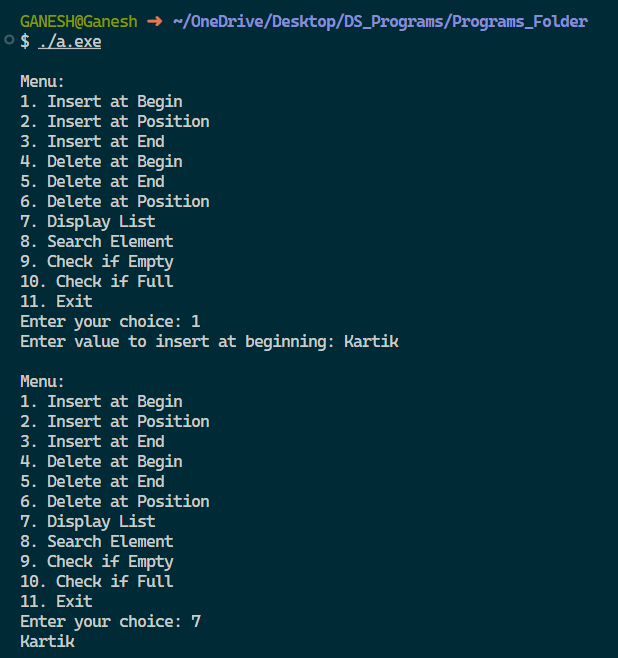 GANESH@Ganesh ➜ ~/OneDrive/Desktop/DS_Programs/Programs_Folder
$ ./a.exe
Menu:
1. Insert at Begin
2. Insert at Position
3. Insert at End
4. Delete at Begin
5. Delete at End
6. Delete at Position
7. Display List
8. Search Element
9. Check if Empty
10. Check if Full
11. Exit
Enter your choice: 1
Enter value to insert at beginning: Kartik
Menu:
1. Insert at Begin
2. Insert at Position
3. Insert at End
4. Delete at Begin
5. Delete at End
6. Delete at Position
7. Display List
8. Search Element
9. Check if Empty
10. Check if Full
11. Exit
Enter your choice: 7
Kartik